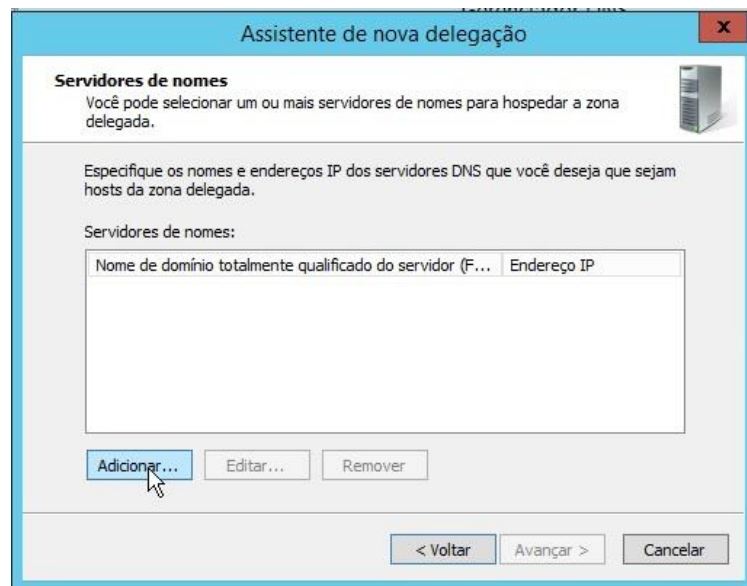 Assistente de nova delegação
x
Servidores de nomes
Você pode selecionar um ou mais servidores de nomes para hospedar a zona
delegada.
Especifique os nomes e endereços IP dos servidores DNS que você deseja que sejam
hosts da zona delegada.
Servidores de nomes:
Nome de domínio totalmente qualificado do servidor (F... Endereço IP
Adicionar... Editar... Remover
< Voltar Avançar > Cancelar